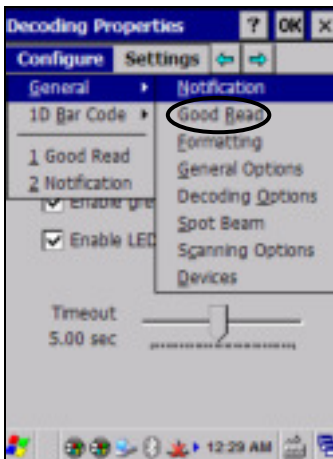 Decoding Properties ? OK ×
Configure Settings
General
1D Bar Code
1 Good Read
2 Notification
Notification
Good Read
Formatting
General Options
Decoding Options
Spot Beam
Scanning Options
Devices
Enable gre
Enable LED
Timeout
5.00 sec
12:29 AM